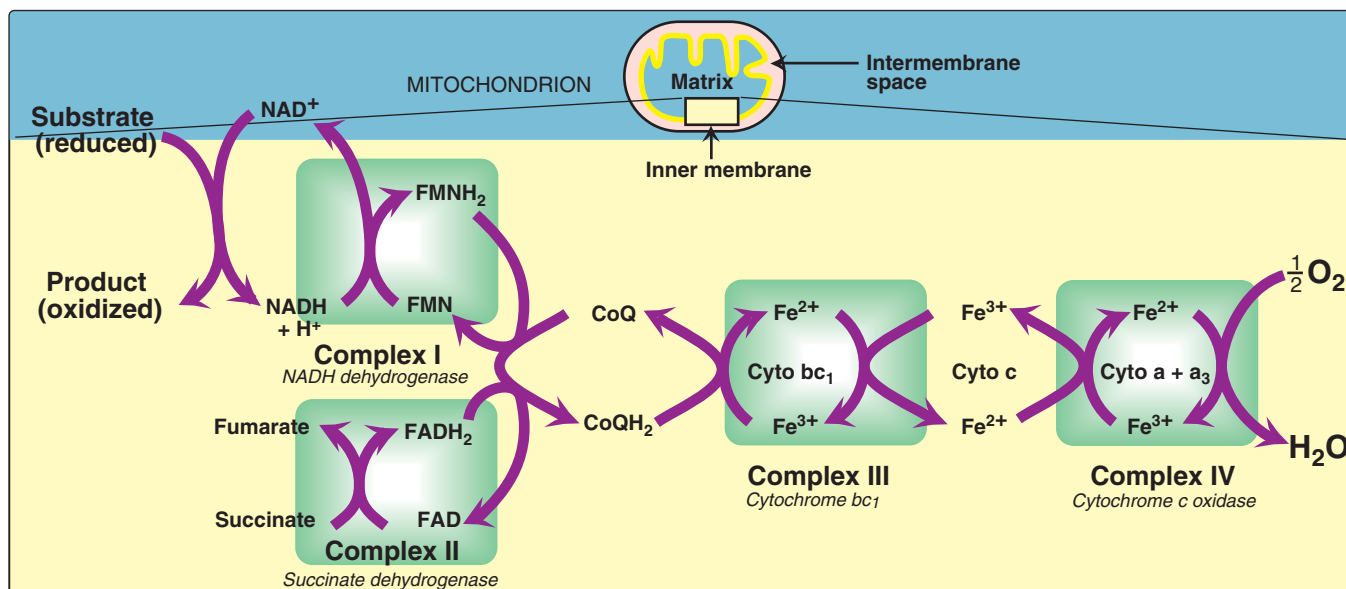 MITOCHONDRION
Matrix
Intermembrane
space
Inner membrane
Substrate
(reduced)
NAD⁺
Product
(oxidized)
NADH
+ H⁺
FMNH₂
FMN
Complex I
NADH dehydrogenase
Fumarate
FADH₂
Succinate
FAD
Complex II
Succinate dehydrogenase
CoQ
CoQH₂
Fe²⁺
Cyto bc₁
Fe³⁺
Complex III
Cytochrome bc₁
Fe³⁺
Cyto c
Fe²⁺
Fe²⁺
Cyto a + a₃
Fe³⁺
Complex IV
Cytochrome c oxidase
½O₂
H₂O